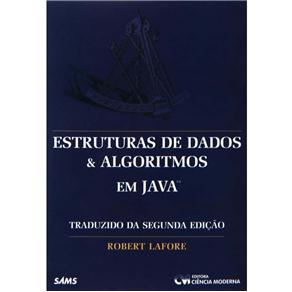 ESTRUTURAS DE DADOS
& ALGORITMOS
EM JAVA™
TRADUZIDO DA SEGUNDA EDIÇÃO
ROBERT LAFORE
SAMS
EDITORA
CIÊNCIA MODERNA